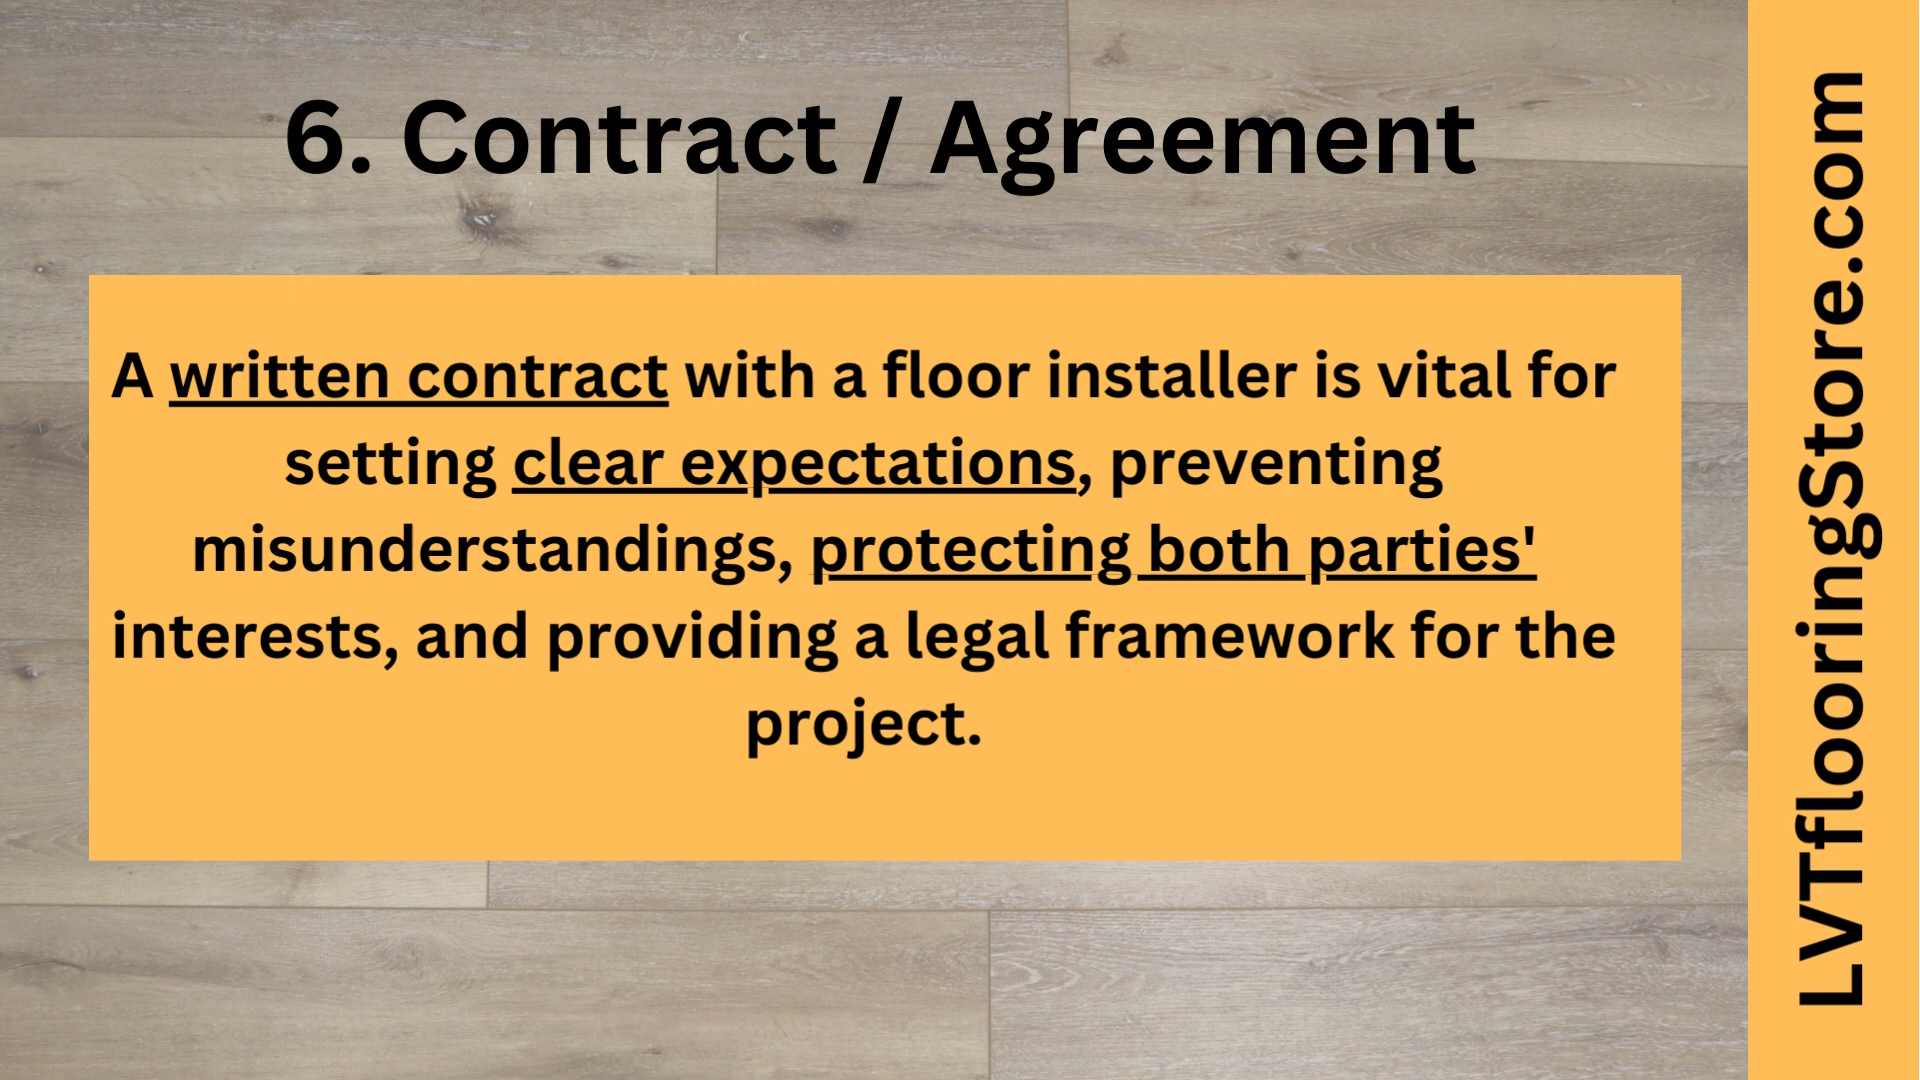 6. Contract / Agreement
A written contract with a floor installer is vital for
setting clear expectations, preventing
misunderstandings, protecting both parties'
interests, and providing a legal framework for the
project.
LVTflooringStore.com